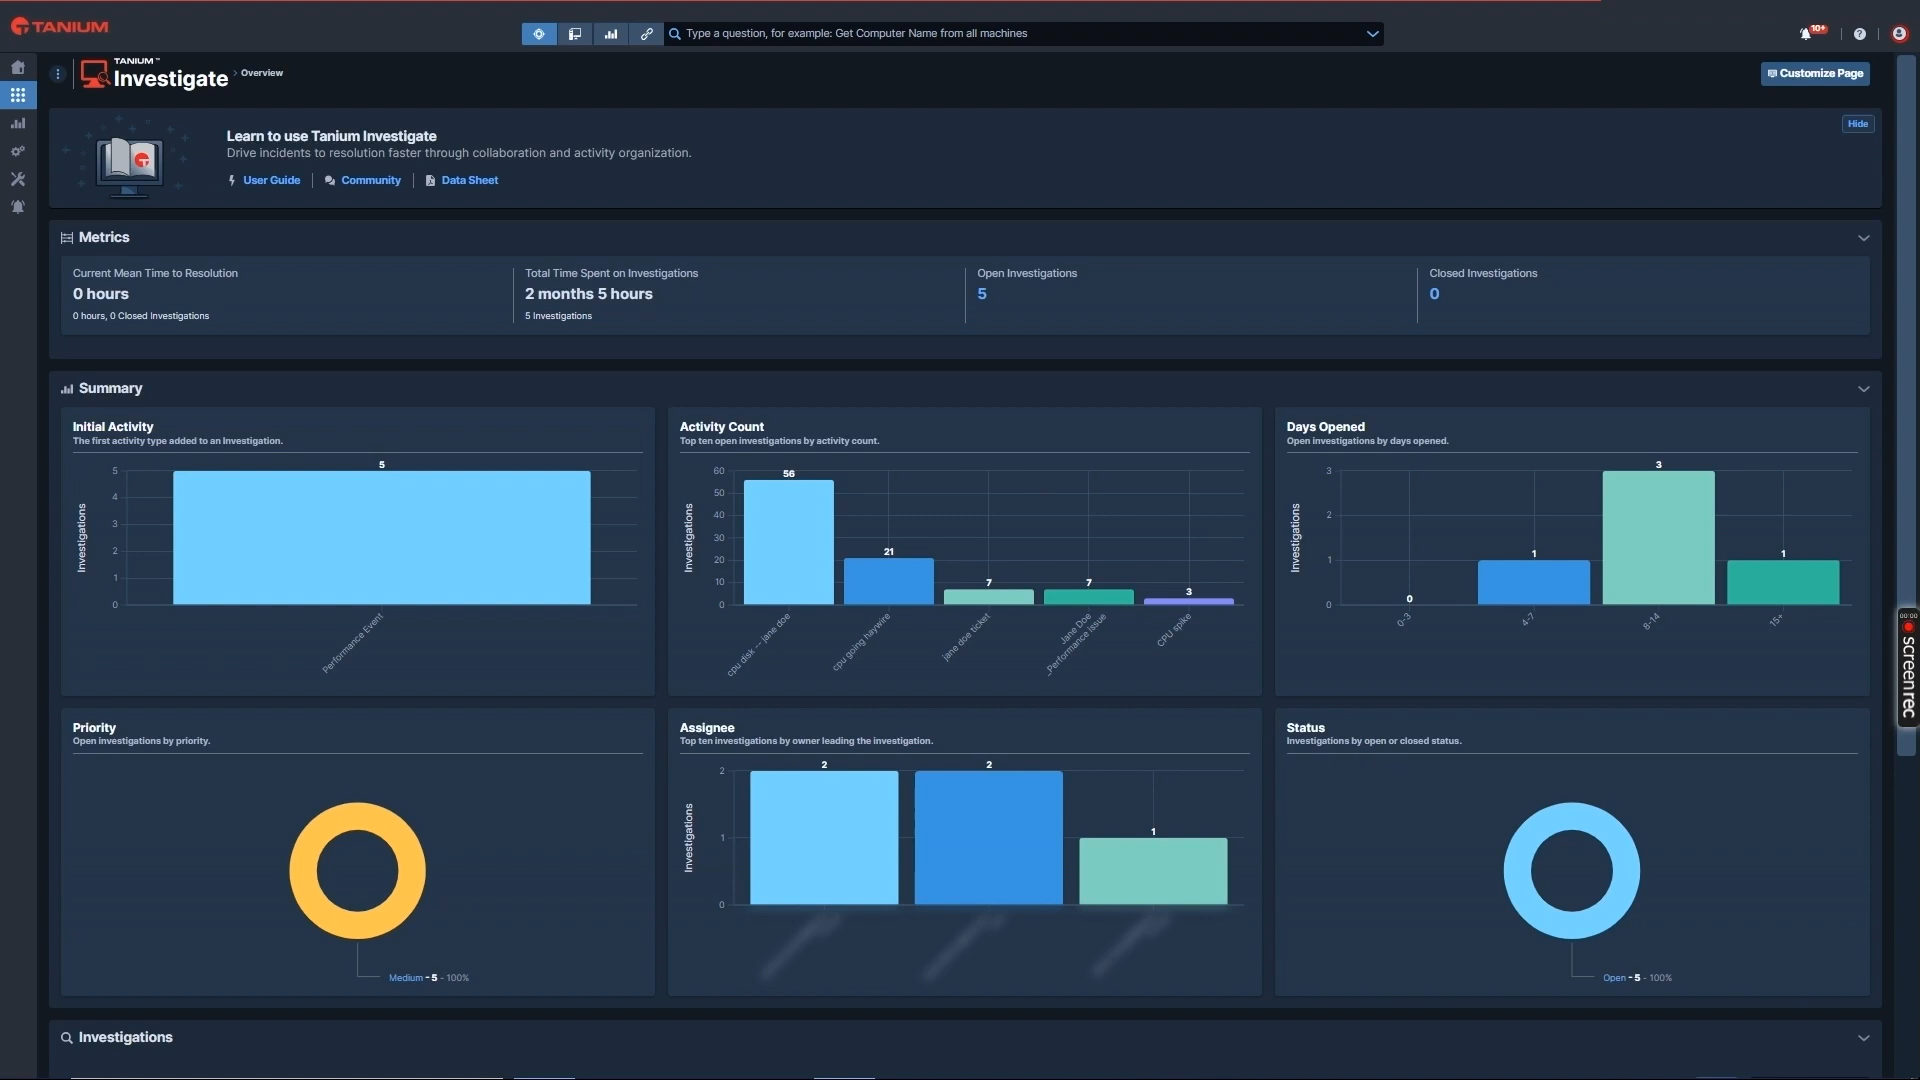 TANIUM
Type a question, for example: Get Computer Name from all machines
10+
TANIUM™
Investigate
Overview
Customize Page
Learn to use Tanium Investigate
Drive incidents to resolution faster through collaboration and activity organization.
User Guide
Community
Data Sheet
Hide
Metrics
Current Mean Time to Resolution
0 hours
0 hours, 0 Closed Investigations
Total Time Spent on Investigations
2 months 5 hours
5 Investigations
Open Investigations
5
Closed Investigations
0
Summary
Initial Activity
The first activity type added to an Investigation.
Investigations
5
4
3
2
1
0
5
Performance Event
Activity Count
Top ten open investigations by activity count.
Investigations
60
50
40
30
20
10
0
56
21
7
7
3
cpu disk -- jane doe
cpu going haywire
jane doe ticket
Jane Doe
_Performance Issue
CPU spike
Days Opened
Open investigations by days opened.
Investigations
3
2
1
0
0
1
3
1
0-3
4-7
8-14
15+
Priority
Open investigations by priority.
Medium - 5 - 100%
Assignee
Top ten investigations by owner leading the investigation.
Investigations
2
1
0
2
2
1
Status
Investigations by open or closed status.
Open - 5 - 100%
Investigations
00:00
screenrec